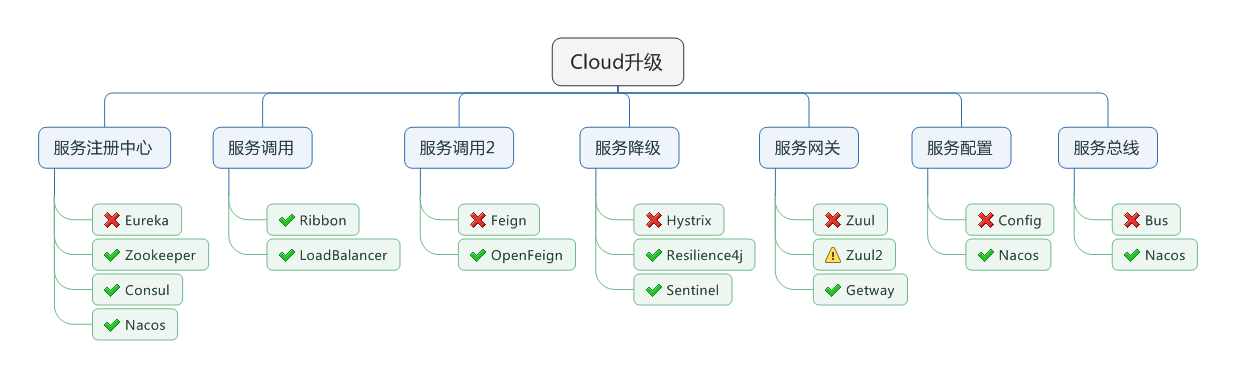 Cloud升级
服务注册中心
Eureka
Zookeeper
Consul
Nacos
服务调用
Ribbon
LoadBalancer
服务调用2
Feign
OpenFeign
服务降级
Hystrix
Resilience4j
Sentinel
服务网关
Zuul
Zuul2
Getway
服务配置
Config
Nacos
服务总线
Bus
Nacos